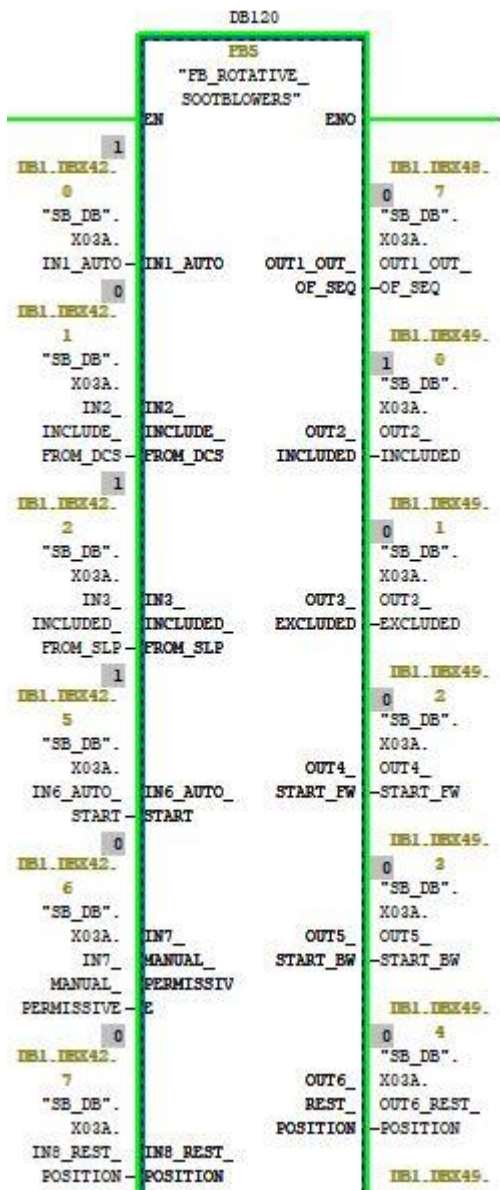 DB120
FB5
"FB_ROTATIVE_
SOOTBLOWERS"
EN ENO
1
DB1.DBX42.
0
"SB_DB".
X03A.
IN1_AUTO
IN1_AUTO
DB1.DBX48.
0 7
"SB_DB".
X03A.
OUT1_OUT_
OF_SEQ
OUT1_OUT_
OF_SEQ
0
DB1.DBX42.
1
"SB_DB".
X03A.
IN2_
INCLUDE_
FROM_DCS
IN2_
INCLUDE_
FROM_DCS
DB1.DBX49.
1 0
"SB_DB".
X03A.
OUT2_
INCLUDED
OUT2_
INCLUDED
1
DB1.DBX42.
2
"SB_DB".
X03A.
IN3_
INCLUDED_
FROM_SLP
IN3_
INCLUDED_
FROM_SLP
DB1.DBX49.
0 1
"SB_DB".
X03A.
OUT3_
EXCLUDED
OUT3_
EXCLUDED
1
DB1.DBX42.
5
"SB_DB".
X03A.
IN6_AUTO_
START
IN6_AUTO_
START
DB1.DBX49.
0 2
"SB_DB".
X03A.
OUT4_
START_FW
OUT4_
START_FW
0
DB1.DBX42.
6
"SB_DB".
X03A.
IN7_
MANUAL_
PERMISSIVE
IN7_
MANUAL_
PERMISSIV
E
DB1.DBX49.
0 3
"SB_DB".
X03A.
OUT5_
START_BW
OUT5_
START_BW
0
DB1.DBX42.
7
"SB_DB".
X03A.
IN8_REST_
POSITION
IN8_REST_
POSITION
DB1.DBX49.
0 4
"SB_DB".
X03A.
OUT6_
REST_
POSITION
OUT6_REST_
POSITION
DB1.DBX49.